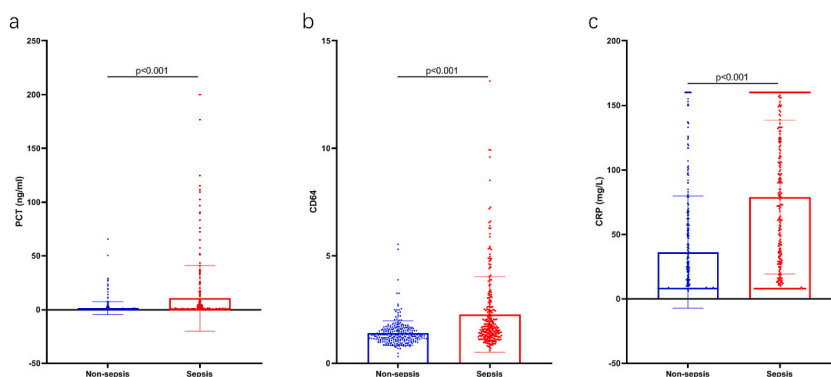 a
250
200
150
100
50
0
-50
PCT (ng/ml)
p<0.001
Non-sepsis
Sepsis
b
15
10
5
0
CD64
p<0.001
Non-sepsis
Sepsis
c
200
150
100
50
0
-50
CRP (mg/L)
p<0.001
Non-sepsis
Sepsis